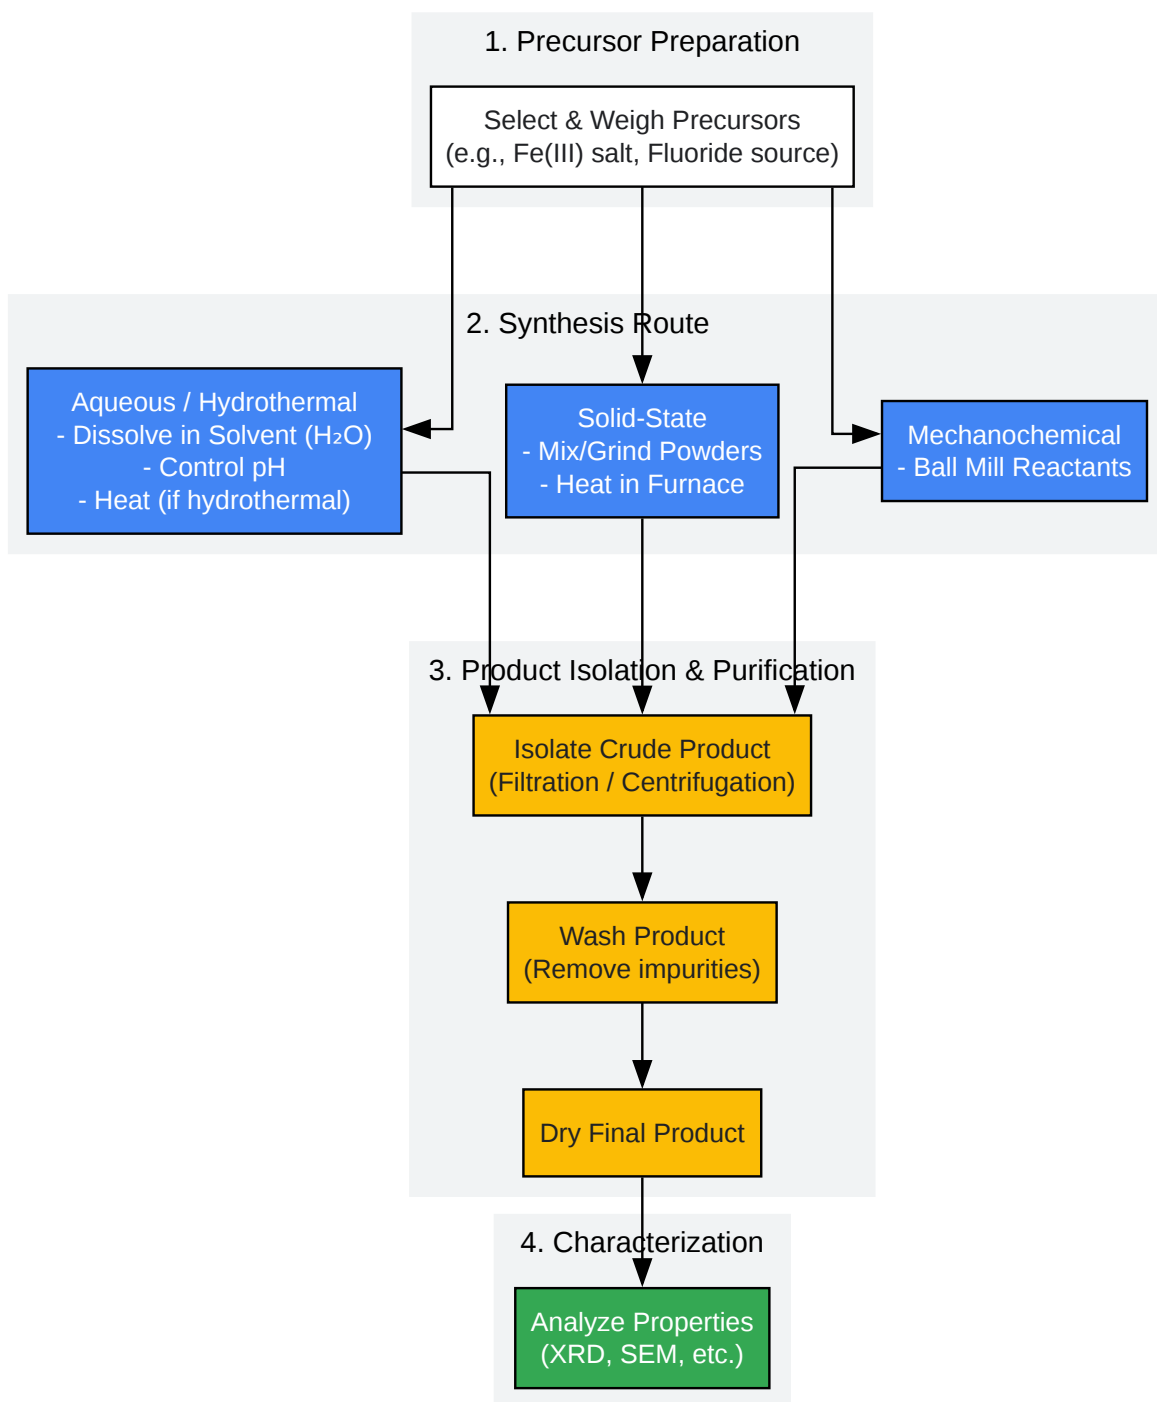 1. Precursor Preparation
Select & Weigh Precursors
(e.g., Fe(III) salt, Fluoride source)
2. Synthesis Route
Aqueous / Hydrothermal
- Dissolve in Solvent (H₂O)
- Control pH
- Heat (if hydrothermal)
Solid-State
- Mix/Grind Powders
- Heat in Furnace
Mechanochemical
- Ball Mill Reactants
3. Product Isolation & Purification
Isolate Crude Product
(Filtration / Centrifugation)
Wash Product
(Remove impurities)
Dry Final Product
4. Characterization
Analyze Properties
(XRD, SEM, etc.)